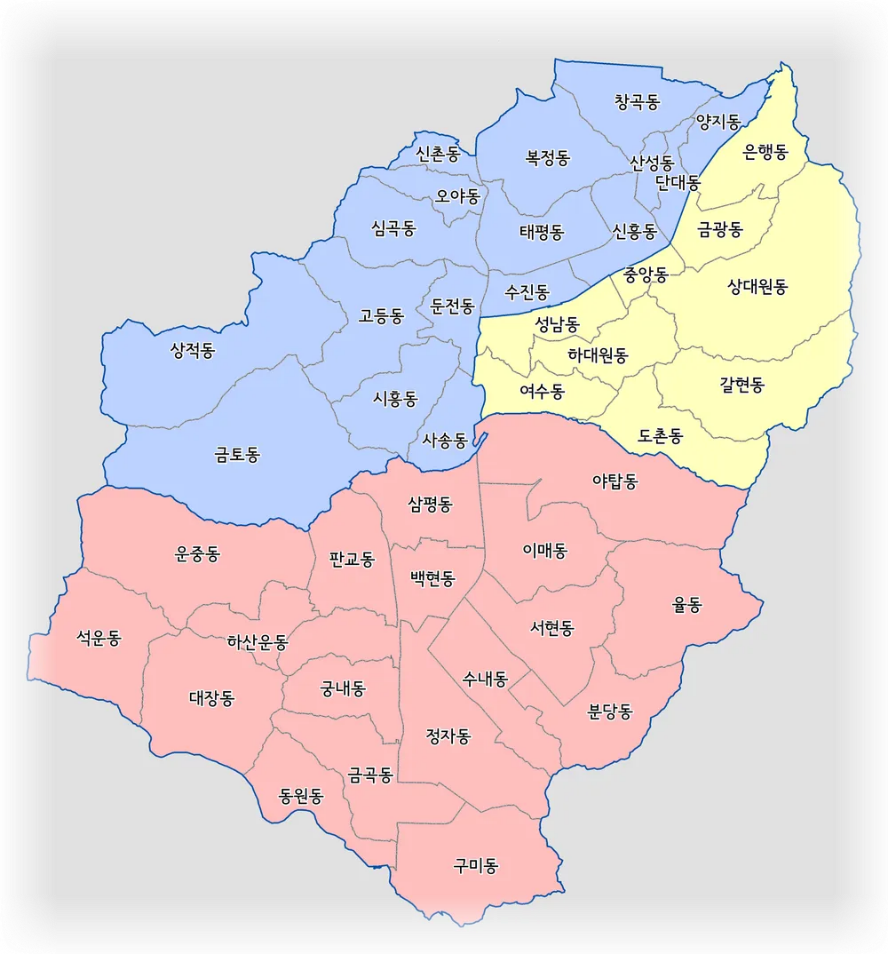 창곡동
양지동
은행동
신촌동
복정동
산성동
단대동
오야동
심곡동
태평동
신흥동
금광동
중앙동
상대원동
수진동
둔전동
고등동
성남동
상적동
하대원동
여수동
갈현동
시흥동
사송동
도촌동
금토동
야탑동
삼평동
운중동
판교동
이매동
백현동
율동
석운동
하산운동
서현동
대장동
궁내동
수내동
분당동
정자동
금곡동
동원동
구미동